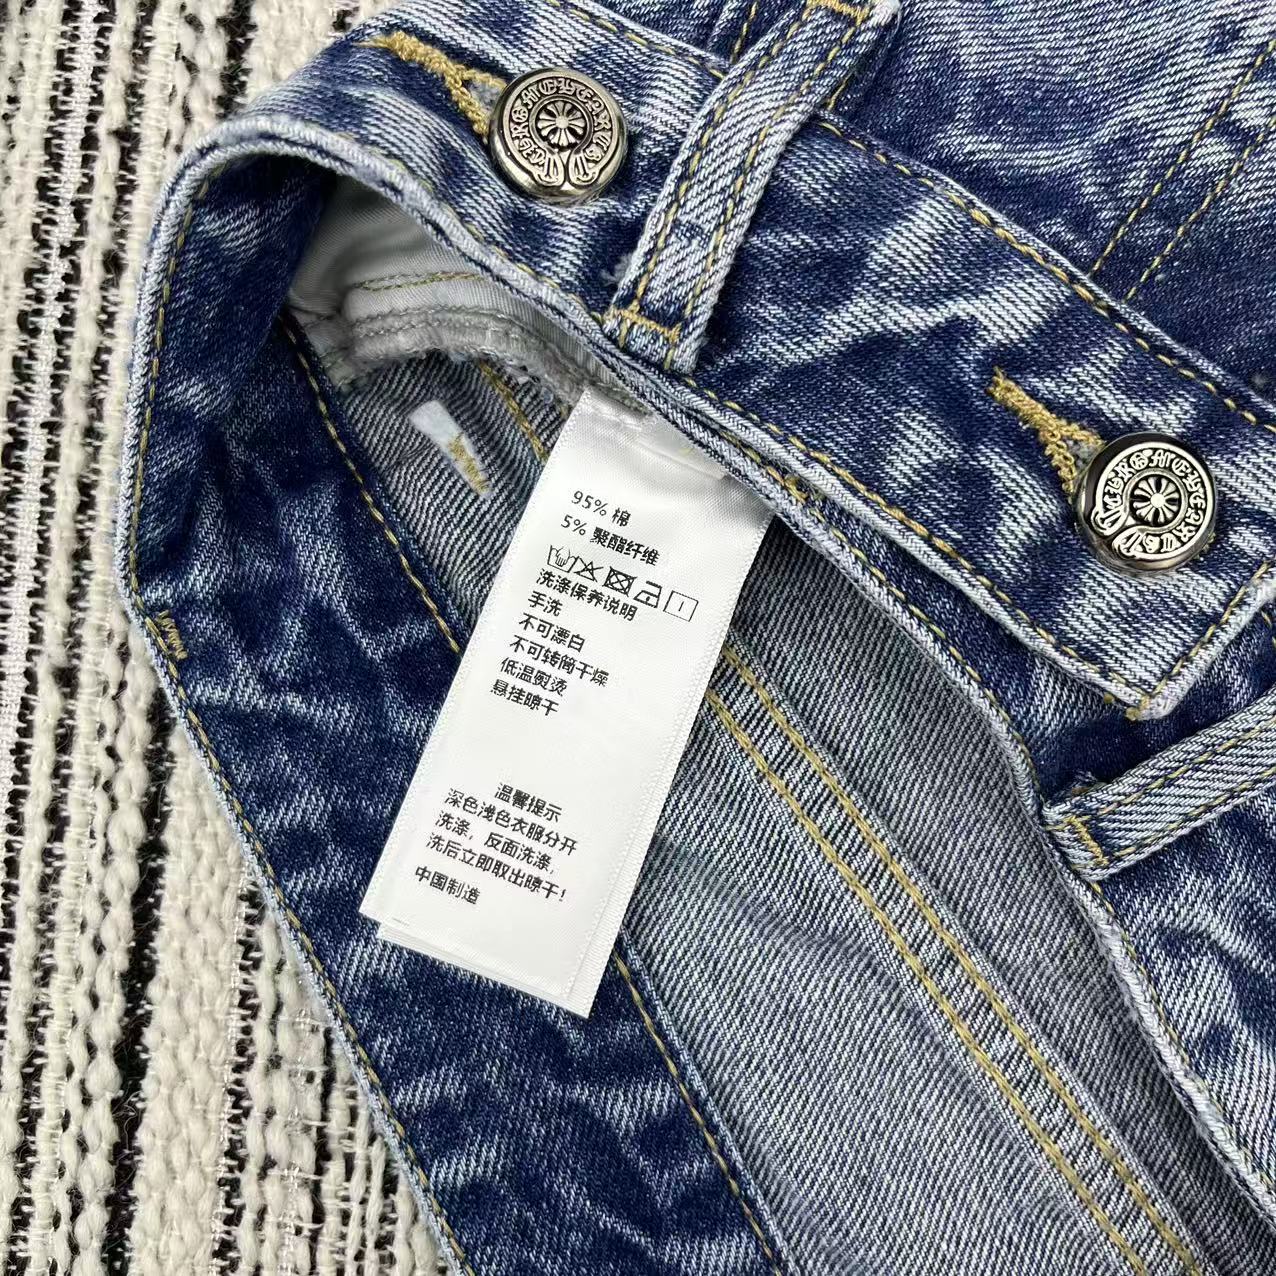 95% 棉
5% 聚酯纤维
洗涤保养说明
手洗
不可漂白
不可转筒干燥
低温熨烫
悬挂晾干
温馨提示
深色浅色衣服分开
洗涤，反面洗涤，
洗后立即取出晾干！
中国制造